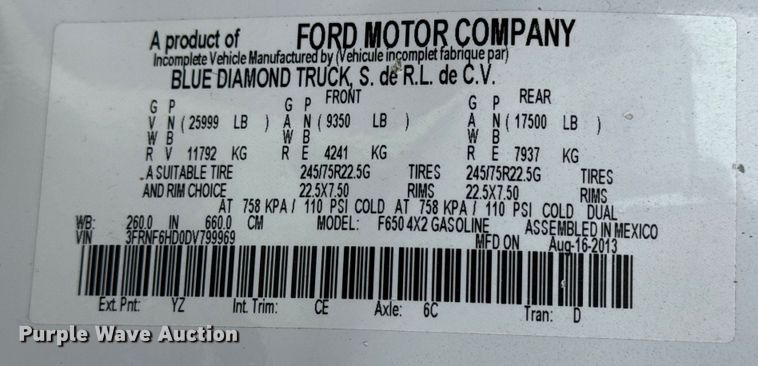 A product of FORD MOTOR COMPANY
Incomplete Vehicle Manufactured by (Vehicule incomplet fabrique par)
BLUE DIAMOND TRUCK, S. de R.L. de C.V.
FRONT REAR
G P G P G P
V N ( 25999 LB ) A N ( 9350 LB ) A N ( 17500 LB )
W B W B W B
R V 11792 KG R E 4241 KG R E 7937 KG
A SUITABLE TIRE 245/75R22.5G TIRES 245/75R22.5G TIRES
AND RIM CHOICE 22.5X7.50 RIMS 22.5X7.50 RIMS
AT 758 KPA / 110 PSI COLD AT 758 KPA / 110 PSI COLD DUAL
WB: 260.0 IN 660.0 CM MODEL: F650 4X2 GASOLINE ASSEMBLED IN MEXICO
VIN 3FRNF6HD0DV799969 MFD ON Aug-16-2013
Ext. Pnt: YZ Int. Trim: CE Axle: 6C Tran: D
Purple Wave Auction